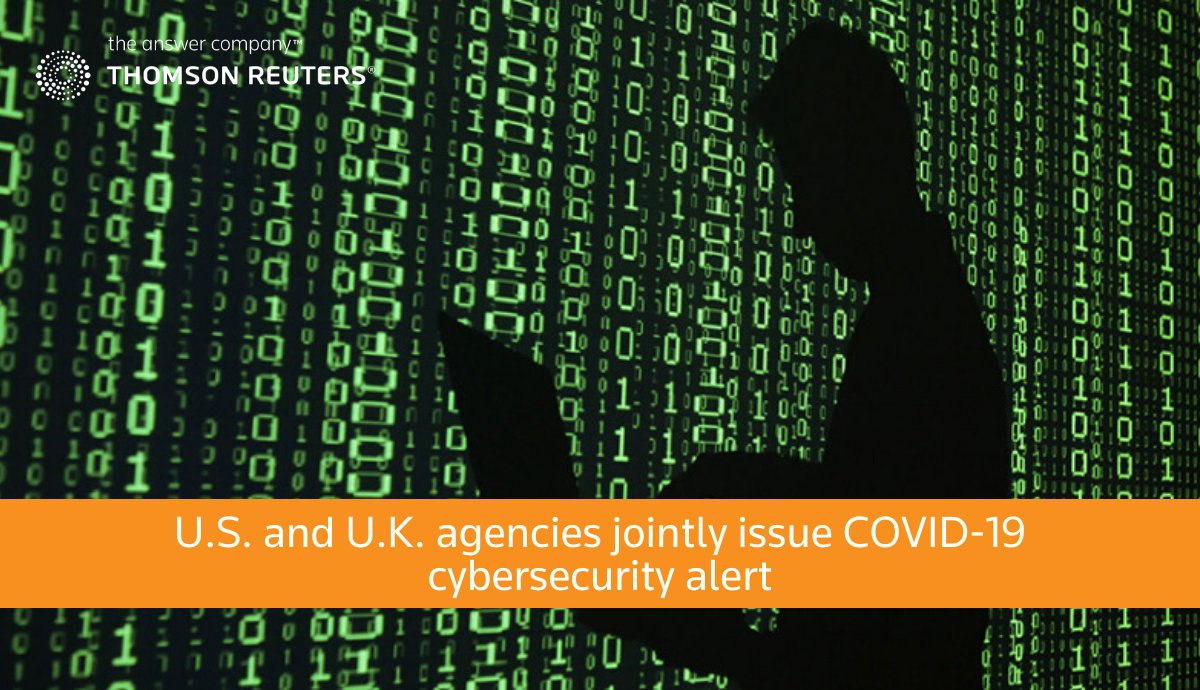 the answer company™
THOMSON REUTERS®
U.S. and U.K. agencies jointly issue COVID-19
cybersecurity alert